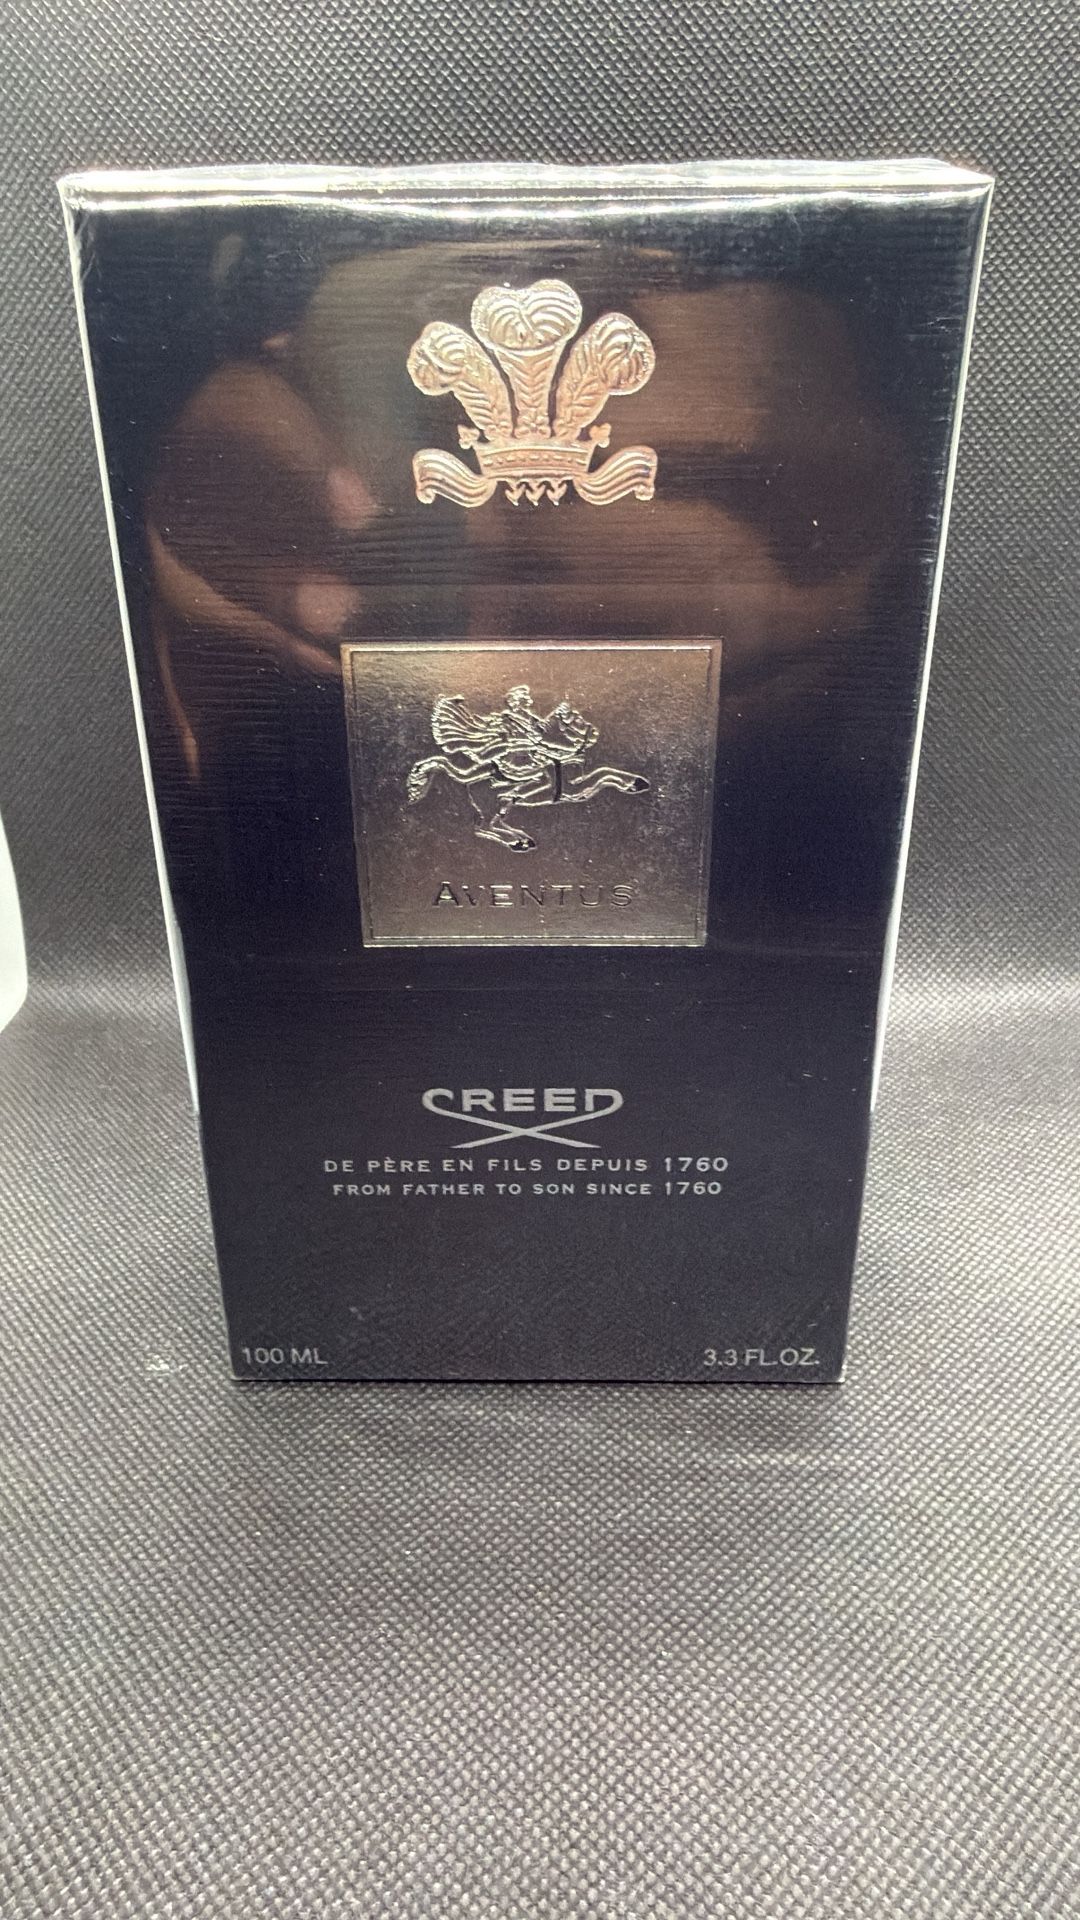 AVENTUS
CREED
DE PÈRE EN FILS DEPUIS 1760
FROM FATHER TO SON SINCE 1760
100 ML 3.3 FL.OZ.